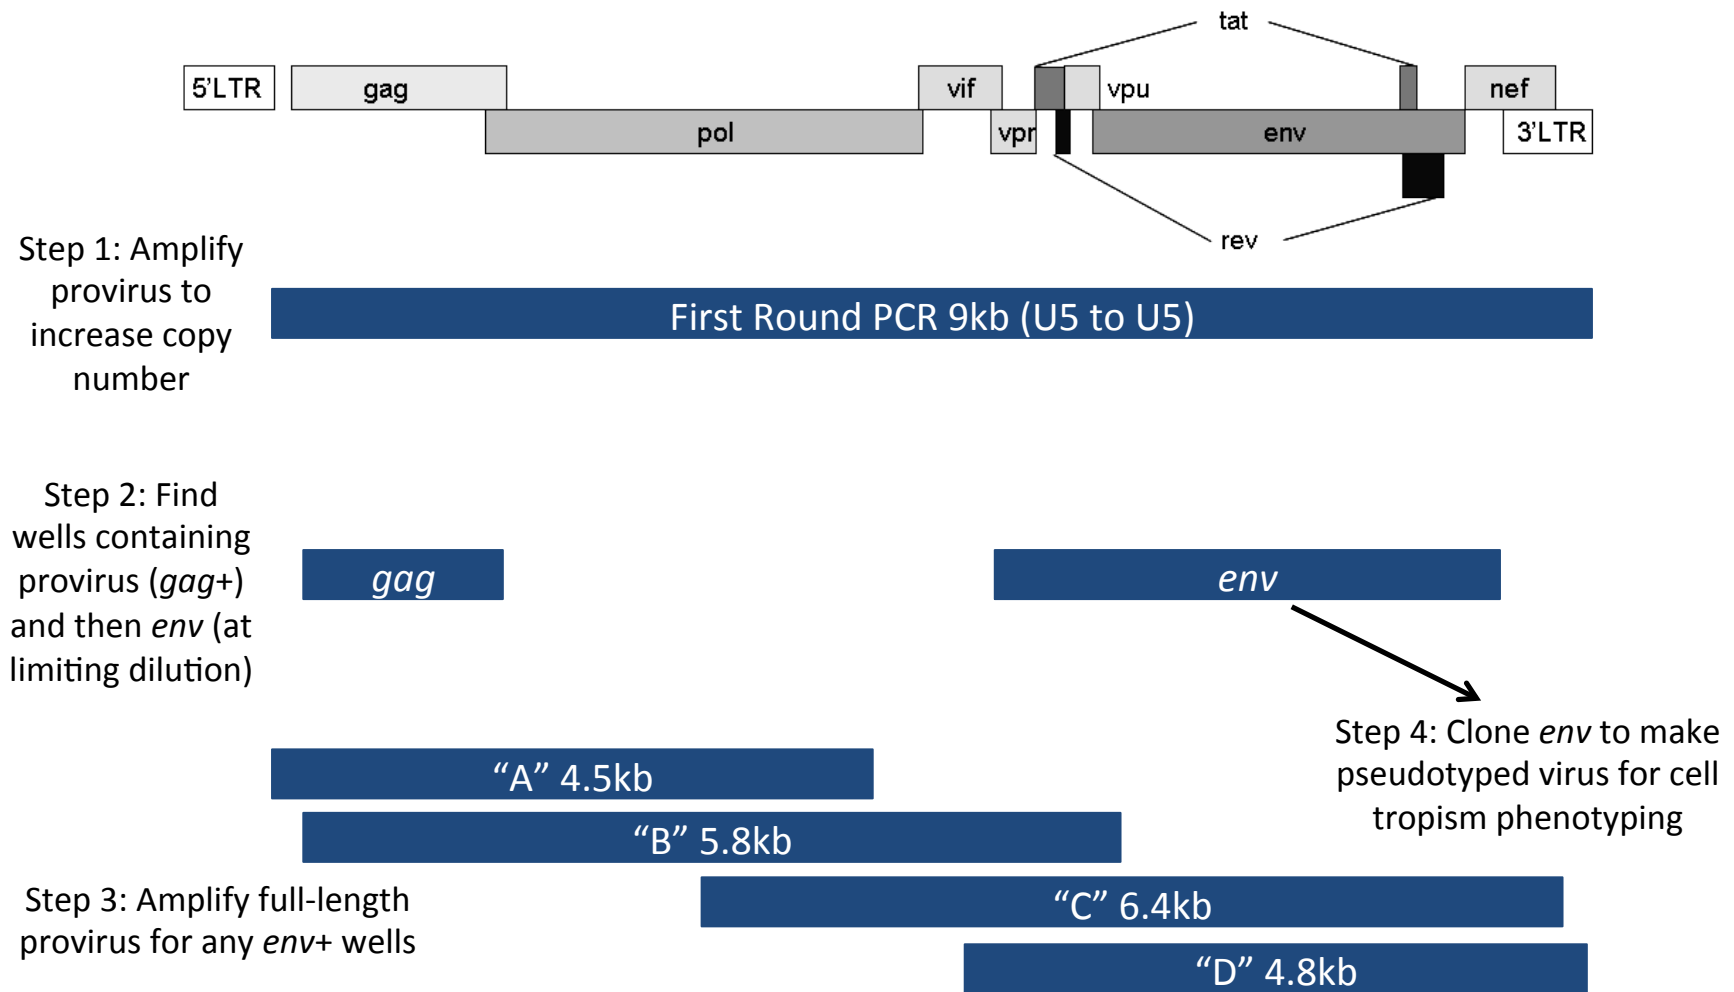 tat
5'LTR
gag
vif
vpu
nef
pol
vpr
env
3'LTR
rev
Step 1: Amplify
provirus to
increase copy
number
First Round PCR 9kb (U5 to U5)
Step 2: Find
wells containing
provirus (gag+)
and then env (at
limiting dilution)
gag
env
Step 4: Clone env to make
pseudotyped virus for cell
tropism phenotyping
“A” 4.5kb
“B” 5.8kb
Step 3: Amplify full-length
provirus for any env+ wells
“C” 6.4kb
“D” 4.8kb